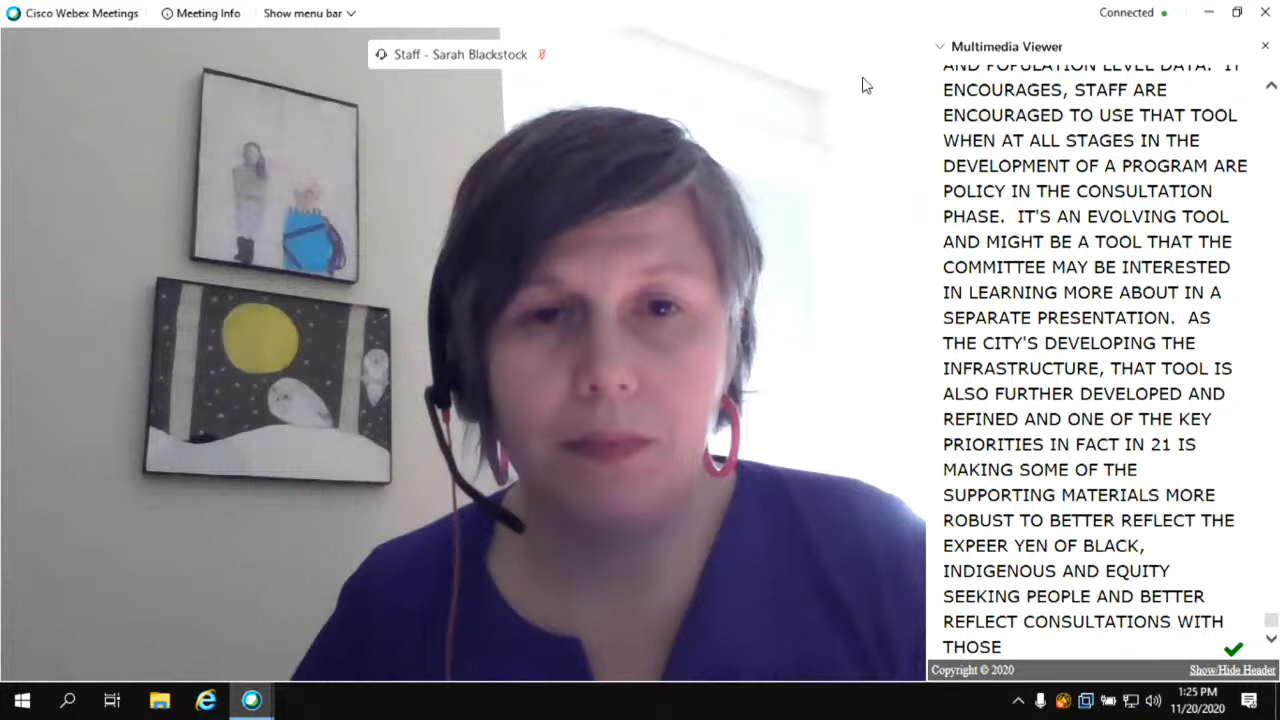 Cisco Webex Meetings
Meeting Info
Show menu bar
Connected
Staff - Sarah Blackstock
Multimedia Viewer
AND POPULATION LEVEL DATA. IT
ENCOURAGES, STAFF ARE
ENCOURAGED TO USE THAT TOOL
WHEN AT ALL STAGES IN THE
DEVELOPMENT OF A PROGRAM ARE
POLICY IN THE CONSULTATION
PHASE. IT'S AN EVOLVING TOOL
AND MIGHT BE A TOOL THAT THE
COMMITTEE MAY BE INTERESTED
IN LEARNING MORE ABOUT IN A
SEPARATE PRESENTATION. AS
THE CITY'S DEVELOPING THE
INFRASTRUCTURE, THAT TOOL IS
ALSO FURTHER DEVELOPED AND
REFINED AND ONE OF THE KEY
PRIORITIES IN FACT IN 21 IS
MAKING SOME OF THE
SUPPORTING MATERIALS MORE
ROBUST TO BETTER REFLECT THE
EXPEER YEN OF BLACK,
INDIGENOUS AND EQUITY
SEEKING PEOPLE AND BETTER
REFLECT CONSULTATIONS WITH
THOSE
Copyright © 2020
Show/Hide Header
1:25 PM
11/20/2020